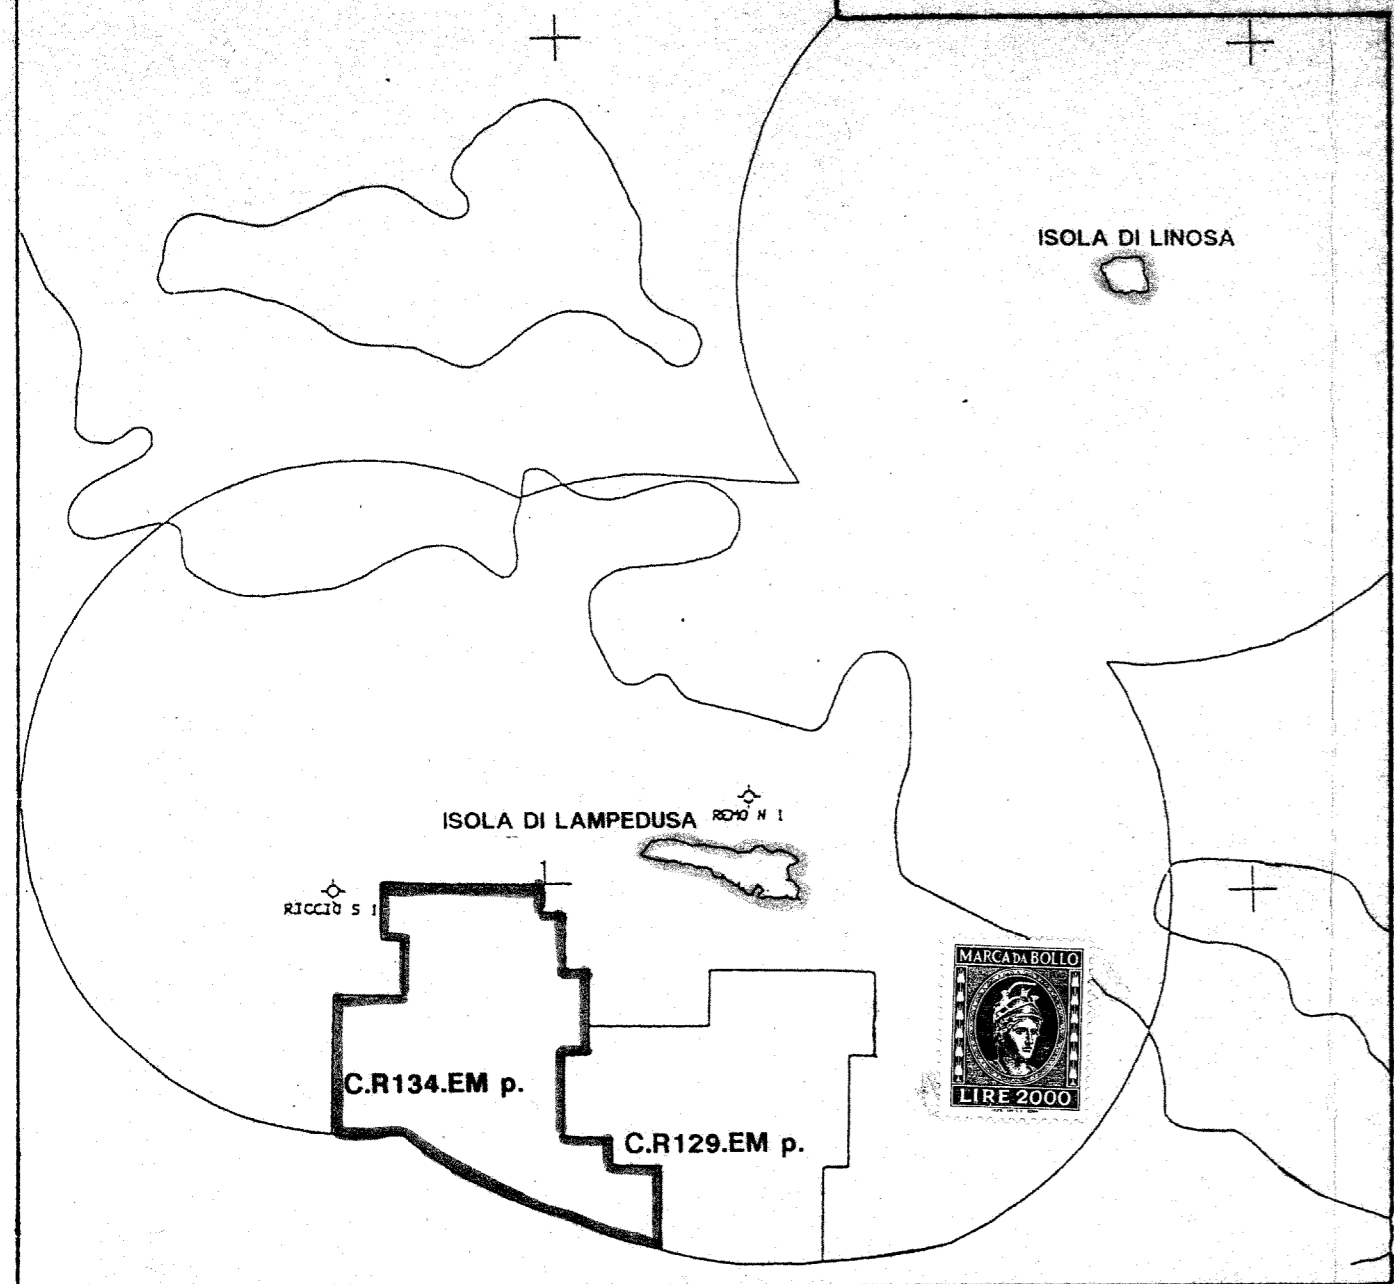 ISOLA DI LINOSA
ISOLA DI LAMPEDUSA
REMO N 1
RICCIO S 1
MARCA DA BOLLO
C.R134.EM p.
LIRE 2000
C.R129.EM p.